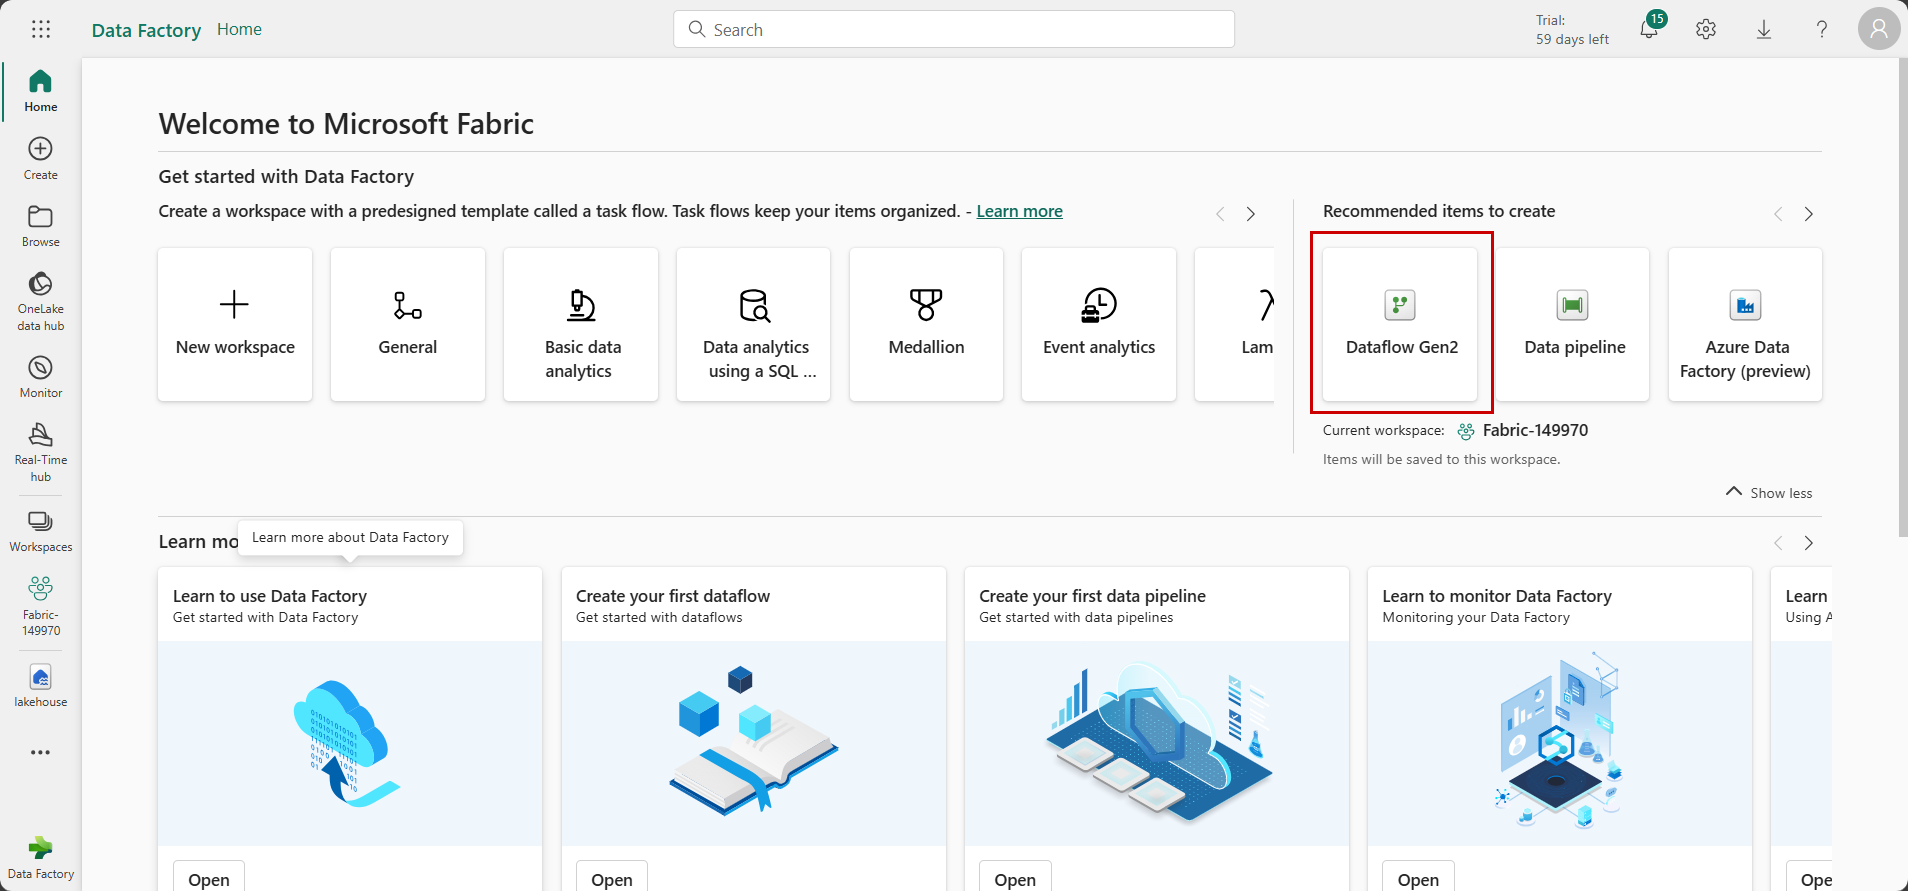 Data Factory Home
Search
Trial:
59 days left
15
Home
Create
Browse
OneLake
data hub
Monitor
Real-Time
hub
Workspaces
Fabric-
149970
lakehouse
Data Factory
Welcome to Microsoft Fabric
Get started with Data Factory
Create a workspace with a predesigned template called a task flow. Task flows keep your items organized. - Learn more
New workspace
General
Basic data
analytics
Data analytics
using a SQL ...
Medallion
Event analytics
Lam
Recommended items to create
Dataflow Gen2
Data pipeline
Azure Data
Factory (preview)
Current workspace: Fabric-149970
Items will be saved to this workspace.
Show less
Learn mo
Learn more about Data Factory
Learn to use Data Factory
Get started with Data Factory
Open
Create your first dataflow
Get started with dataflows
Open
Create your first data pipeline
Get started with data pipelines
Open
Learn to monitor Data Factory
Monitoring your Data Factory
Open
Learn
Using A
Ope